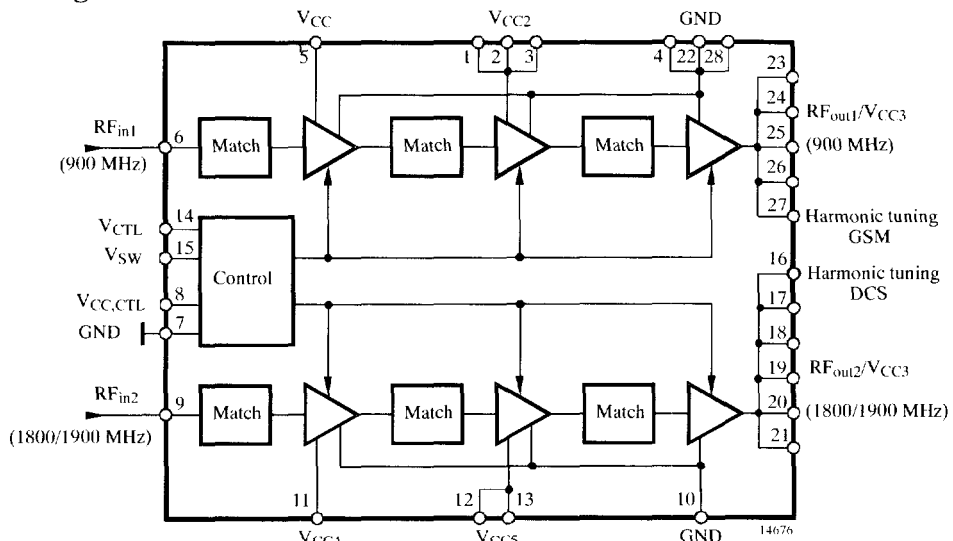 VCC VCC2 GND
5 1 2 3 4 22 28
23
24
RFout1/VCC3
25
(900 MHz)
26
27
Harmonic tuning
GSM
RFin1
6
(900 MHz)
Match Match Match
VCTL
14
VSW
15
Control
VCC,CTL
8
GND
7
16
Harmonic tuning
DCS
17
18
19
RFout2/VCC3
20
(1800/1900 MHz)
21
RFin2
9
(1800/1900 MHz)
Match Match Match
11 12 13 10
GND
14676